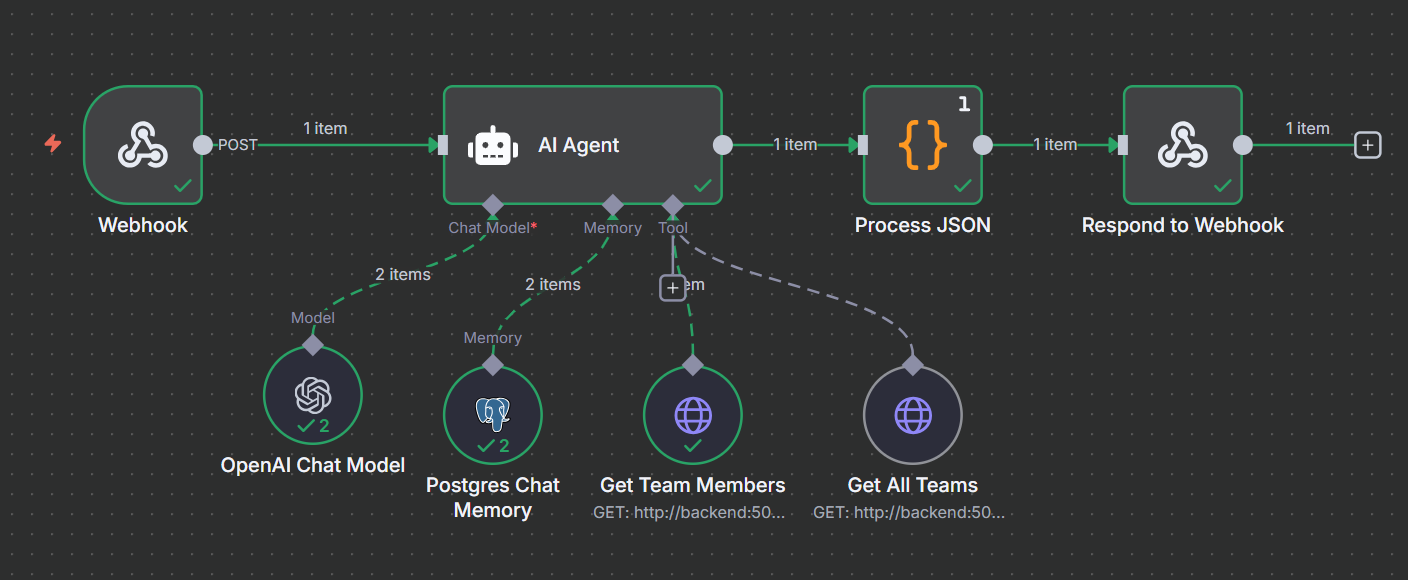 1 item
POST
AI Agent
1 item
1
1 item
1 item
Webhook
Process JSON
Respond to Webhook
Chat Model*
Memory
Tool
2 items
2 items
Model
Memory
2
2
OpenAI Chat Model
Postgres Chat
Memory
Get Team Members
GET: http://backend:50...
Get All Teams
GET: http://backend:50...